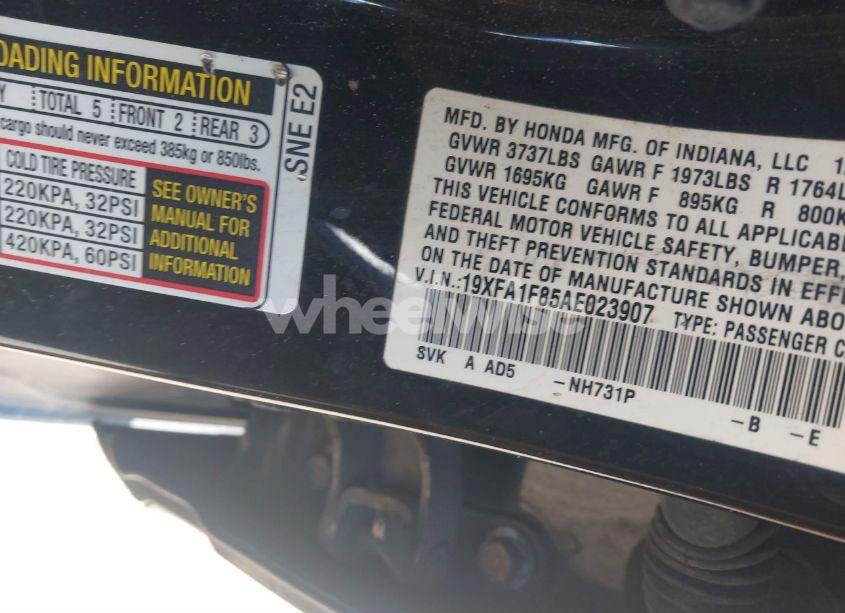 OADING INFORMATION
Y TOTAL 5 FRONT 2 REAR 3
cargo should never exceed 385kg or 850lbs.
COLD TIRE PRESSURE
220KPA, 32PSI
220KPA, 32PSI
420KPA, 60PSI
SEE OWNER'S
MANUAL FOR
ADDITIONAL
INFORMATION
SNE E2
MFD. BY HONDA MFG. OF INDIANA, LLC 1
GVWR 3737LBS GAWR F 1973LBS R 1764L
GVWR 1695KG GAWR F 895KG R 800K
THIS VEHICLE CONFORMS TO ALL APPLICAB
FEDERAL MOTOR VEHICLE SAFETY, BUMPER,
AND THEFT PREVENTION STANDARDS IN EFF
ON THE DATE OF MANUFACTURE SHOWN ABO
V.I.N.:19XFA1F85AE023907 TYPE: PASSENGER C
SVK A AD5 -NH731P -B -E
wheelwise